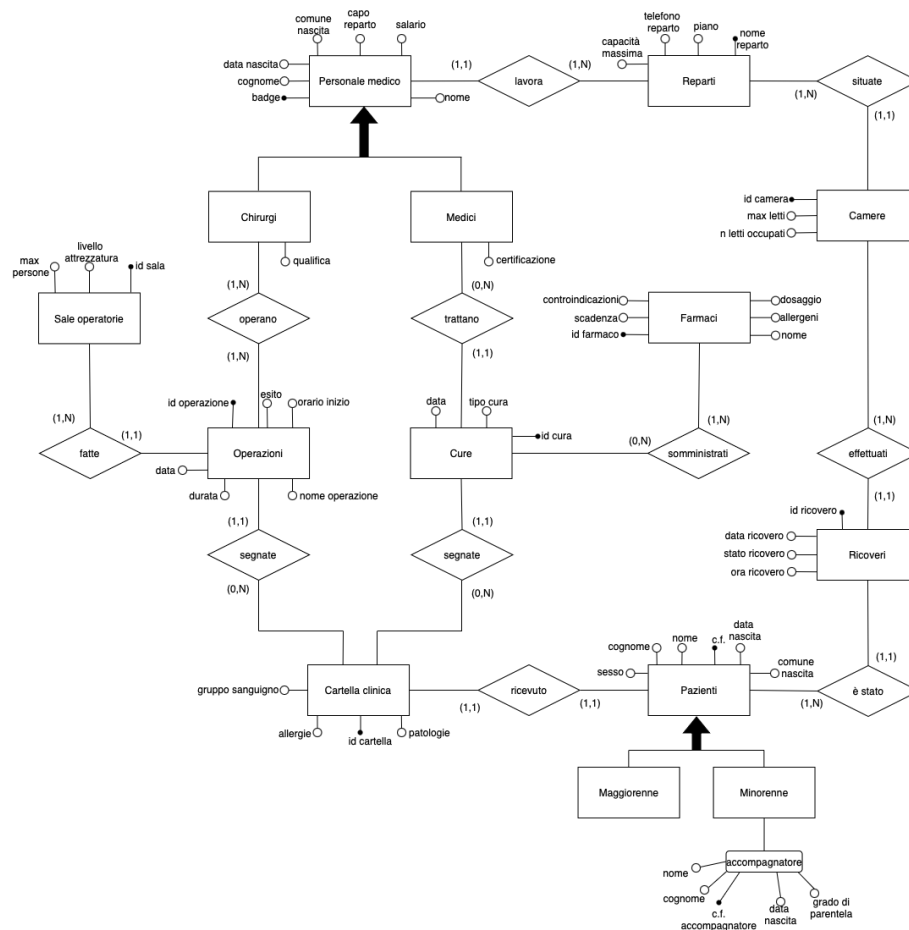 comune
nascita
capo
reparto
salario
data nascita
cognome
badge
Personale medico
nome
(1,1)
lavora
(1,N)
telefono
reparto
piano
nome
reparto
capacità
massima
Reparti
(1,N)
situate
(1,1)
Chirurgi
qualifica
Medici
certificazione
id camera
max letti
n letti occupati
Camere
max
persone
livello
attrezzatura
id sala
Sale operatorie
(1,N)
operano
(1,N)
(0,N)
trattano
(1,1)
controindicazioni
scadenza
id farmaco
Farmaci
dosaggio
allergeni
nome
(1,N)
fatte
(1,1)
id operazione
esito
orario inizio
Operazioni
data
durata
nome operazione
data
tipo cura
id cura
Cure
(1,N)
(0,N)
somministrati
(1,N)
effettuati
(1,1)
(1,1)
segnate
(0,N)
(1,1)
segnate
(0,N)
id ricovero
data ricovero
stato ricovero
ora ricovero
Ricoveri
gruppo sanguigno
Cartella clinica
allergie
id cartella
patologie
(1,1)
ricevuto
(1,1)
cognome
nome
c.f.
data
nascita
sesso
comune
nascita
Pazienti
(1,N)
è stato
(1,1)
Maggiorenne
Minorenne
accompagnatore
nome
cognome
c.f.
accompagnatore
data
nascita
grado di
parentela